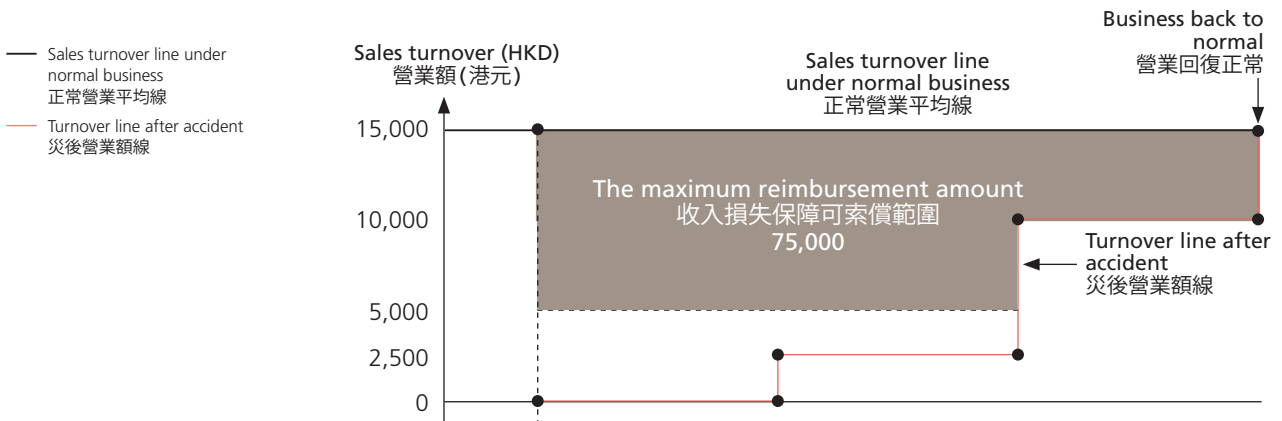 Sales turnover line under
normal business
正常營業平均線
Turnover line after accident
災後營業額線
Sales turnover (HKD)
營業額(港元)
Sales turnover line
under normal business
正常營業平均線
Business back to
normal
營業回復正常
15,000
The maximum reimbursement amount
收入損失保障可索償範圍
75,000
10,000
Turnover line after
accident
災後營業額線
5,000
2,500
0